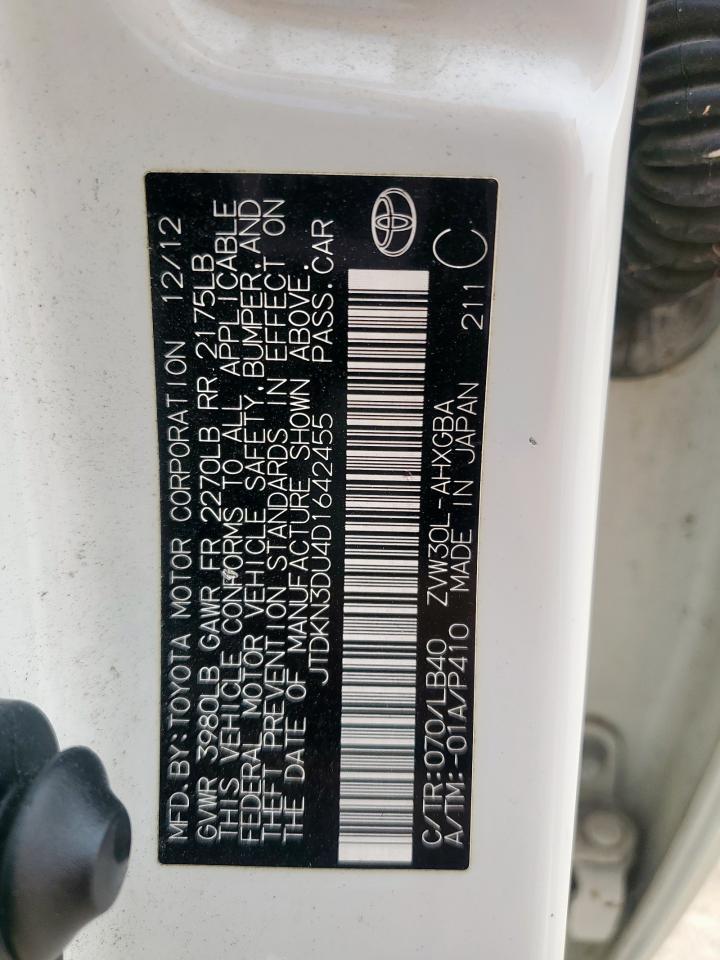 MFD. BY: TOYOTA MOTOR CORPORATION 12/12
GVWR 3980LB GAWR FR 2270LB RR 2175LB
THIS VEHICLE CONFORMS TO ALL APPLICABLE
FEDERAL MOTOR VEHICLE SAFETY, BUMPER, AND
THEFT PREVENTION STANDARDS IN EFFECT ON
THE DATE OF MANUFACTURE SHOWN ABOVE.
JTDKN3DU4D1642455 PASS. CAR
C/TR: 070/LB40 ZVW30L-AHXGBA
A/TM: -01A/P410 MADE IN JAPAN 211 C